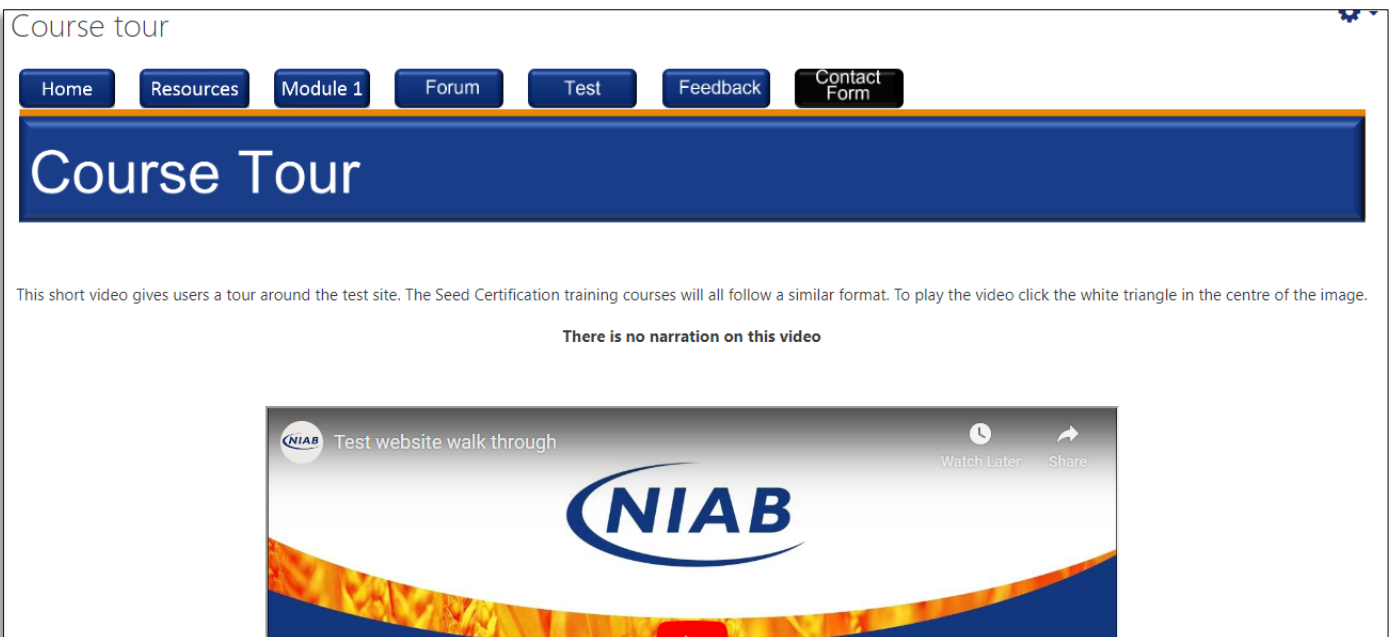 Course tour
Home Resources Module 1 Forum Test Feedback Contact
Form
Course Tour
This short video gives users a tour around the test site. The Seed Certification training courses will all follow a similar format. To play the video click the white triangle in the centre of the image.
There is no narration on this video
NIAB Test website walk through
Watch Later Share
NIAB